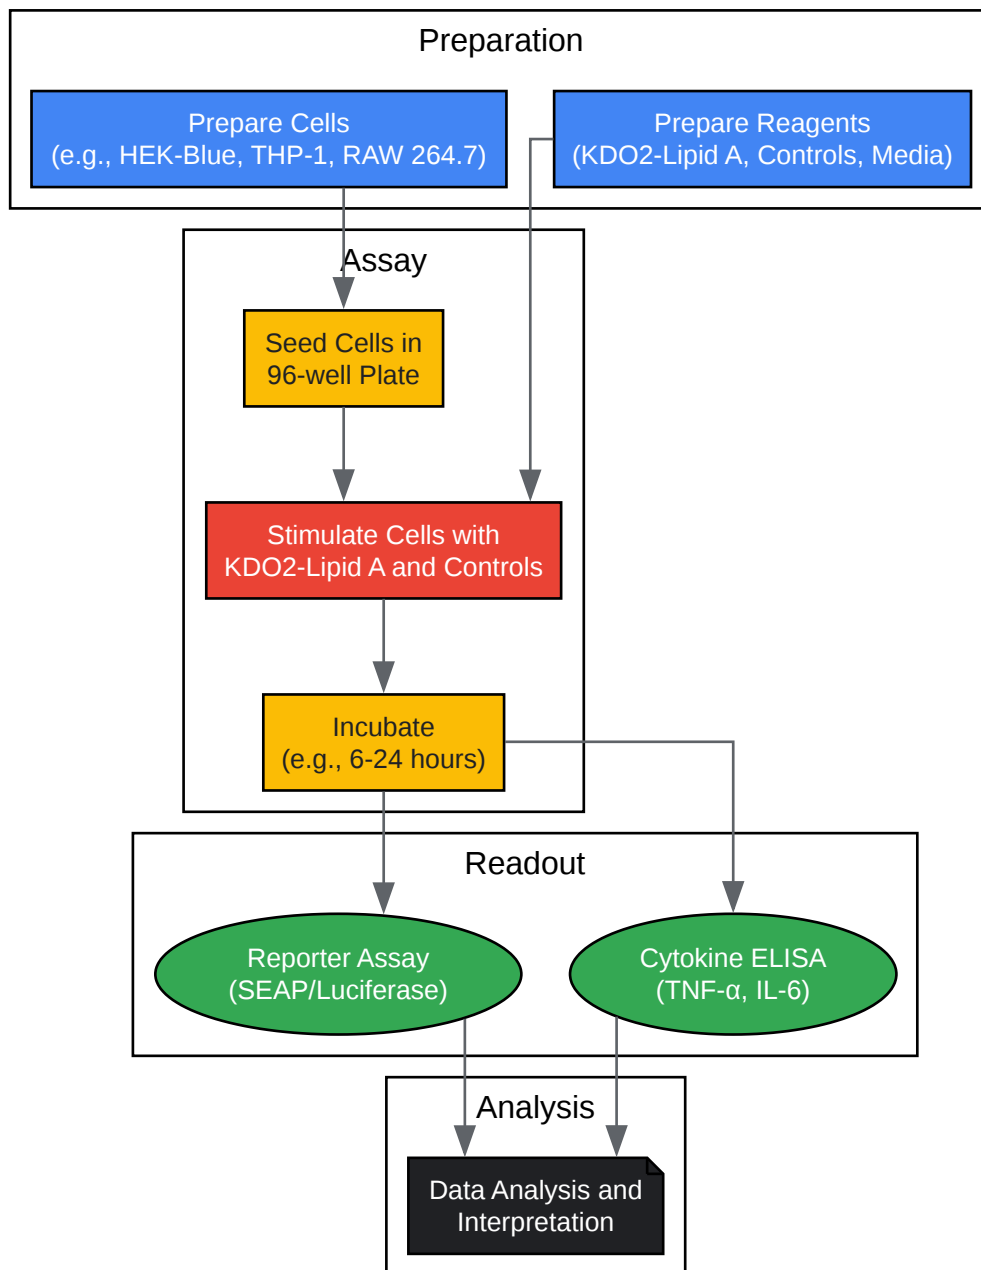 Preparation
Prepare Cells
(e.g., HEK-Blue, THP-1, RAW 264.7)
Prepare Reagents
(KDO2-Lipid A, Controls, Media)
Assay
Seed Cells in
96-well Plate
Stimulate Cells with
KDO2-Lipid A and Controls
Incubate
(e.g., 6-24 hours)
Readout
Reporter Assay
(SEAP/Luciferase)
Cytokine ELISA
(TNF-α, IL-6)
Analysis
Data Analysis and
Interpretation